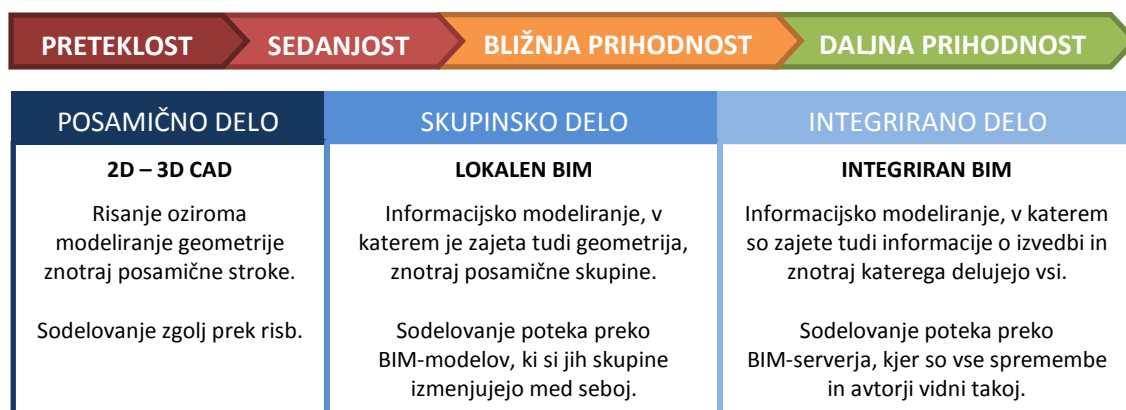 PRETEKLOST SEDANJOST BLIŽNJA PRIHODNOST DALJNA PRIHODNOST
POSAMIČNO DELO
2D – 3D CAD
Risanje oziroma
modeliranje geometrije
znotraj posamične stroke.
Sodelovanje zgolj prek risb.
SKUPINSKO DELO
LOKALEN BIM
Informacijsko modeliranje, v
katerem je zajeta tudi geometrija,
znotraj posamične skupine.
Sodelovanje poteka preko
BIM-modelov, ki si jih skupine
izmenjujejo med seboj.
INTEGRIRANO DELO
INTEGRIRAN BIM
Informacijsko modeliranje, v katerem
so zajete tudi informacije o izvedbi in
znotraj katerega delujejo vsi.
Sodelovanje poteka preko
BIM-serverja, kjer so vse spremembe
in avtorji vidni takoj.